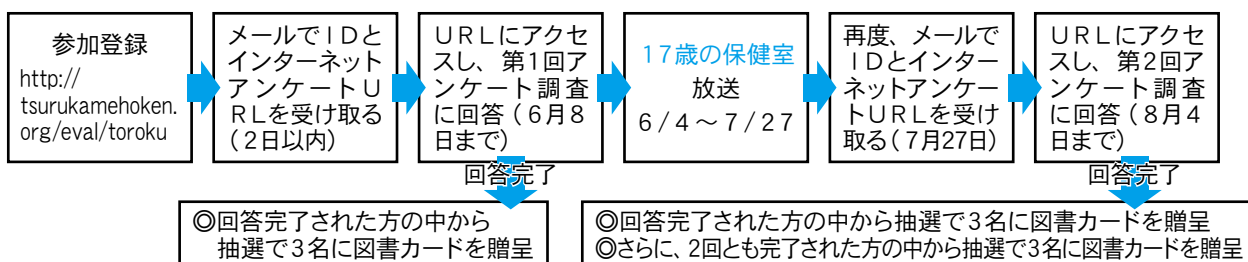 参加登録
http://
tsurukamehoken.
org/eval/toroku
メールでIDと
インターネット
アンケートU
RLを受け取る
(2日以内)
URLにアクセ
スし、第1回ア
ンケート調査
に回答(6月8
日まで)
17歳の保健室
放送
6/4～7/27
再度、メールで
IDとインター
ネットアンケー
トURLを受け
取る(7月27日)
URLにアクセ
スし、第2回ア
ンケート調査
に回答(8月4
日まで)
回答完了
回答完了
◎回答完了された方の中から
抽選で3名に図書カードを贈呈
◎回答完了された方の中から抽選で3名に図書カードを贈呈
◎さらに、2回とも完了された方の中から抽選で3名に図書カードを贈呈